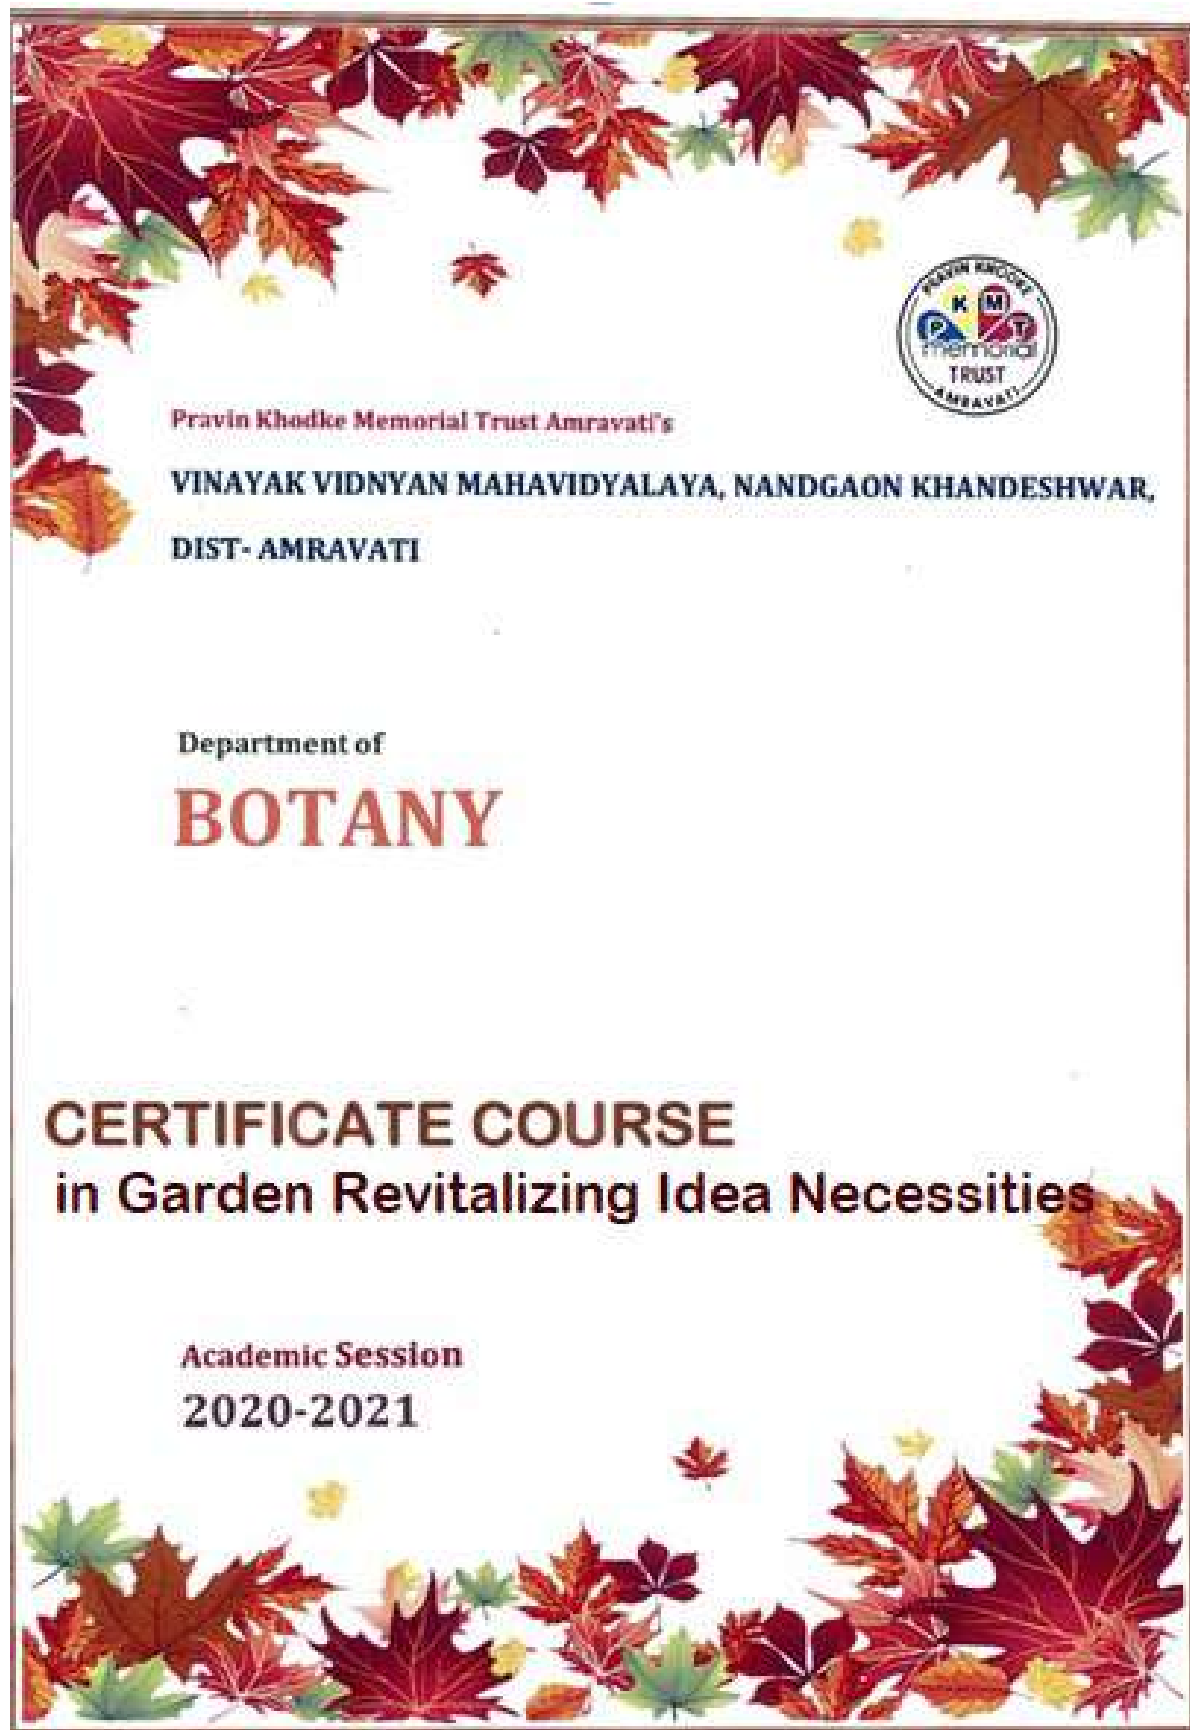 PRAVIN KHODKE
P K M T
memorial
TRUST
AMRAVATI
Pravin Khodke Memorial Trust Amravati's
VINAYAK VIDNYAN MAHAVIDYALAYA, NANDGAON KHANDESHWAR,
DIST- AMRAVATI
Department of
BOTANY
CERTIFICATE COURSE
in Garden Revitalizing Idea Necessities
Academic Session
2020-2021